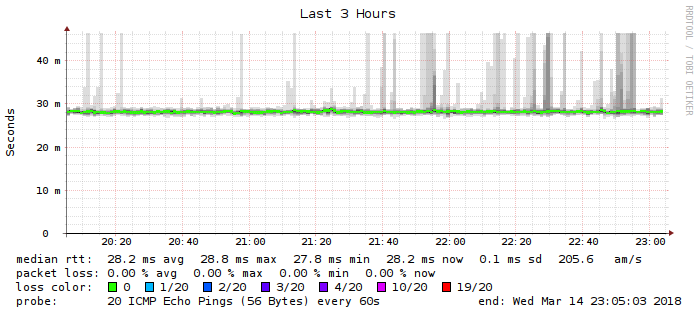 Last 3 Hours
RRDTOOL / TOBI OETIKER
Seconds
40 m
30 m
20 m
10 m
0
20:20 20:40 21:00 21:20 21:40 22:00 22:20 22:40 23:00
median rtt: 28.2 ms avg 28.8 ms max 27.8 ms min 28.2 ms now 0.1 ms sd 205.6 am/s
packet loss: 0.00 % avg 0.00 % max 0.00 % min 0.00 % now
loss color: 0 1/20 2/20 3/20 4/20 10/20 19/20
probe: 20 ICMP Echo Pings (56 Bytes) every 60s end: Wed Mar 14 23:05:03 2018